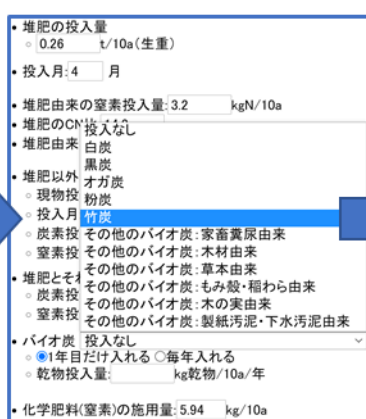 • 堆肥の投入量
○ 0.26 t/10a(生重)
• 投入月: 4 月
• 堆肥由来の窒素投入量: 3.2 kgN/10a
• 堆肥のCN
• 堆肥由来
• 堆肥以外
○ 現物投
○ 投入月
○ 炭素投
○ 窒素投
• 堆肥とそ
○ 炭素投
○ 窒素投
投入なし
白炭
黒炭
オガ炭
粉炭
竹炭
その他のバイオ炭:家畜糞尿由来
その他のバイオ炭:木材由来
その他のバイオ炭:草本由来
その他のバイオ炭:もみ殻・稲わら由来
その他のバイオ炭:木の実由来
その他のバイオ炭:製紙汚泥・下水汚泥由来
• バイオ炭 投入なし
○ 1年目だけ入れる 毎年入れる
○ 乾物投入量: kg乾物/10a/年
• 化学肥料(窒素)の施用量: 5.94 kg/10a